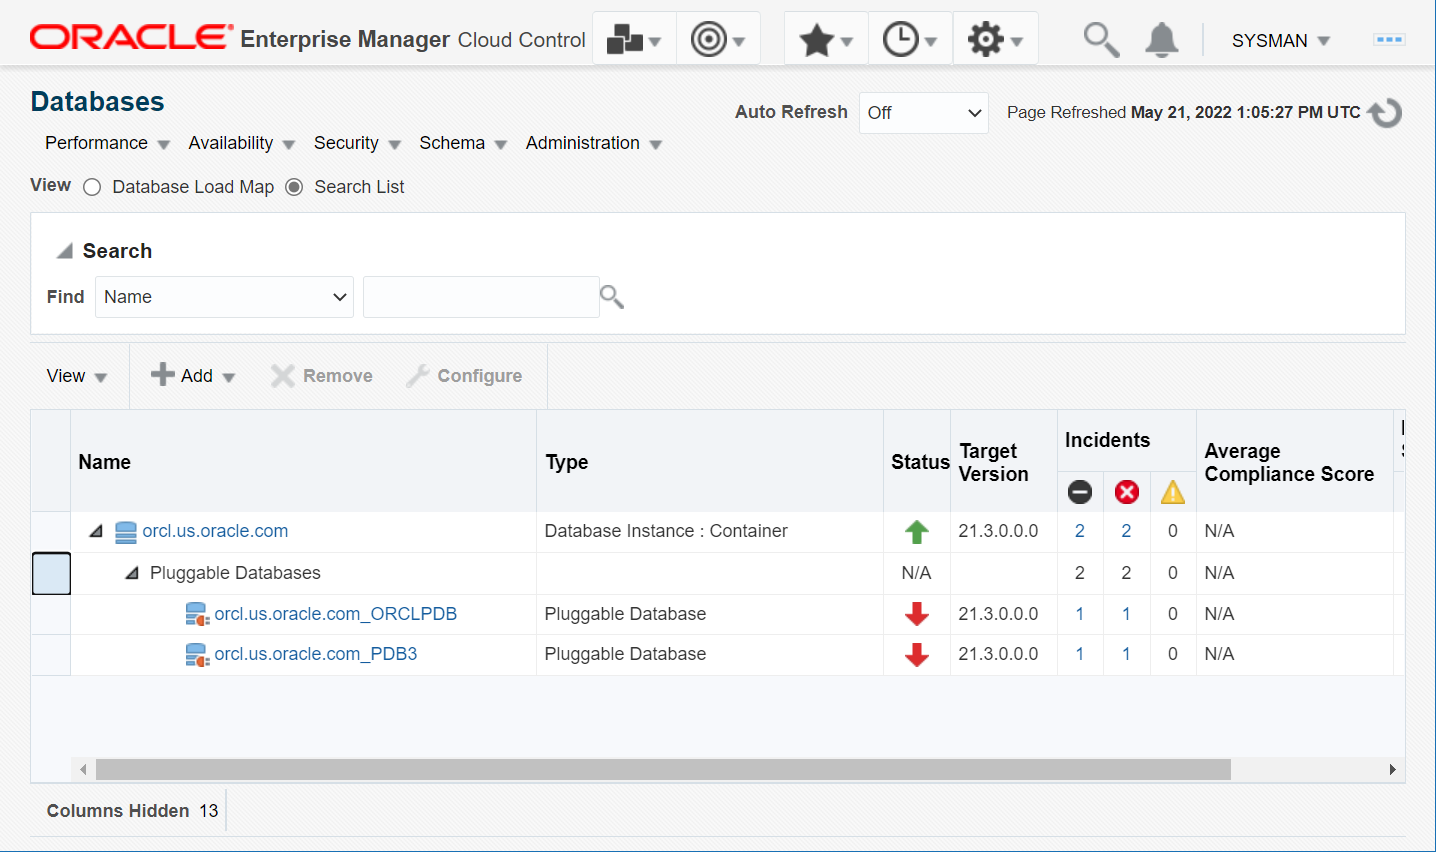 ORACLE Enterprise Manager Cloud Control SYSMAN
Databases
Auto Refresh Off Page Refreshed May 21, 2022 1:05:27 PM UTC
Performance Availability Security Schema Administration
View Database Load Map Search List
Search
Find Name
View Add Remove Configure
Name Type Status Target Version Incidents Average Compliance Score
orcl.us.oracle.com Database Instance : Container 21.3.0.0.0 2 2 0 N/A
Pluggable Databases N/A 2 2 0 N/A
orcl.us.oracle.com_ORCLPDB Pluggable Database 21.3.0.0.0 1 1 0 N/A
orcl.us.oracle.com_PDB3 Pluggable Database 21.3.0.0.0 1 1 0 N/A
Columns Hidden 13